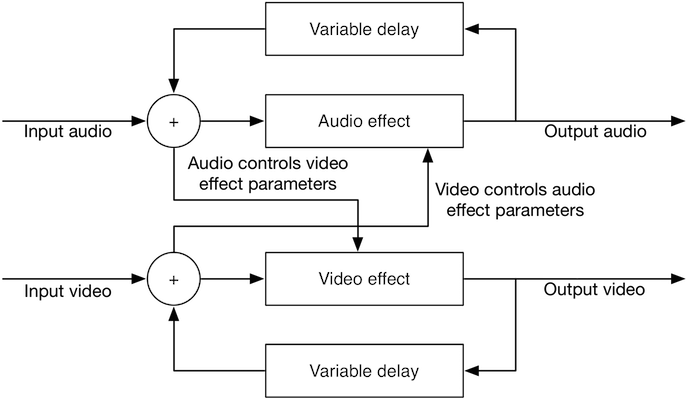 Variable delay
+
Audio effect
Input audio
Output audio
Audio controls video
effect parameters
Video controls audio
effect parameters
+
Video effect
Input video
Output video
Variable delay